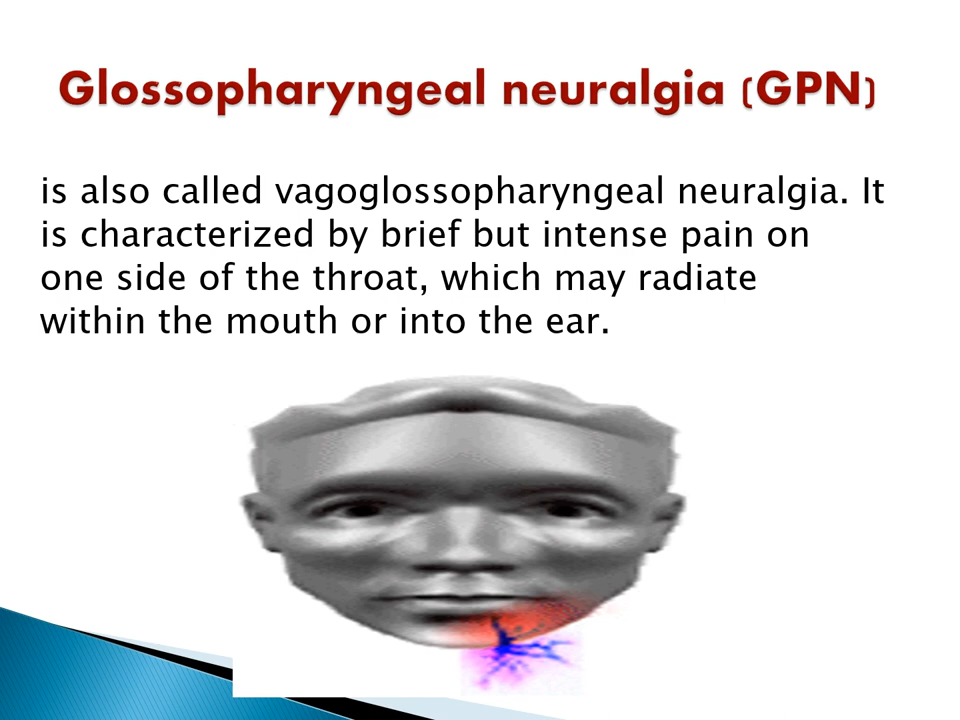 Glossopharyngeal neuralgia (GPN)
is also called vagoglossopharyngeal neuralgia. It
is characterized by brief but intense pain on
one side of the throat, which may radiate
within the mouth or into the ear.